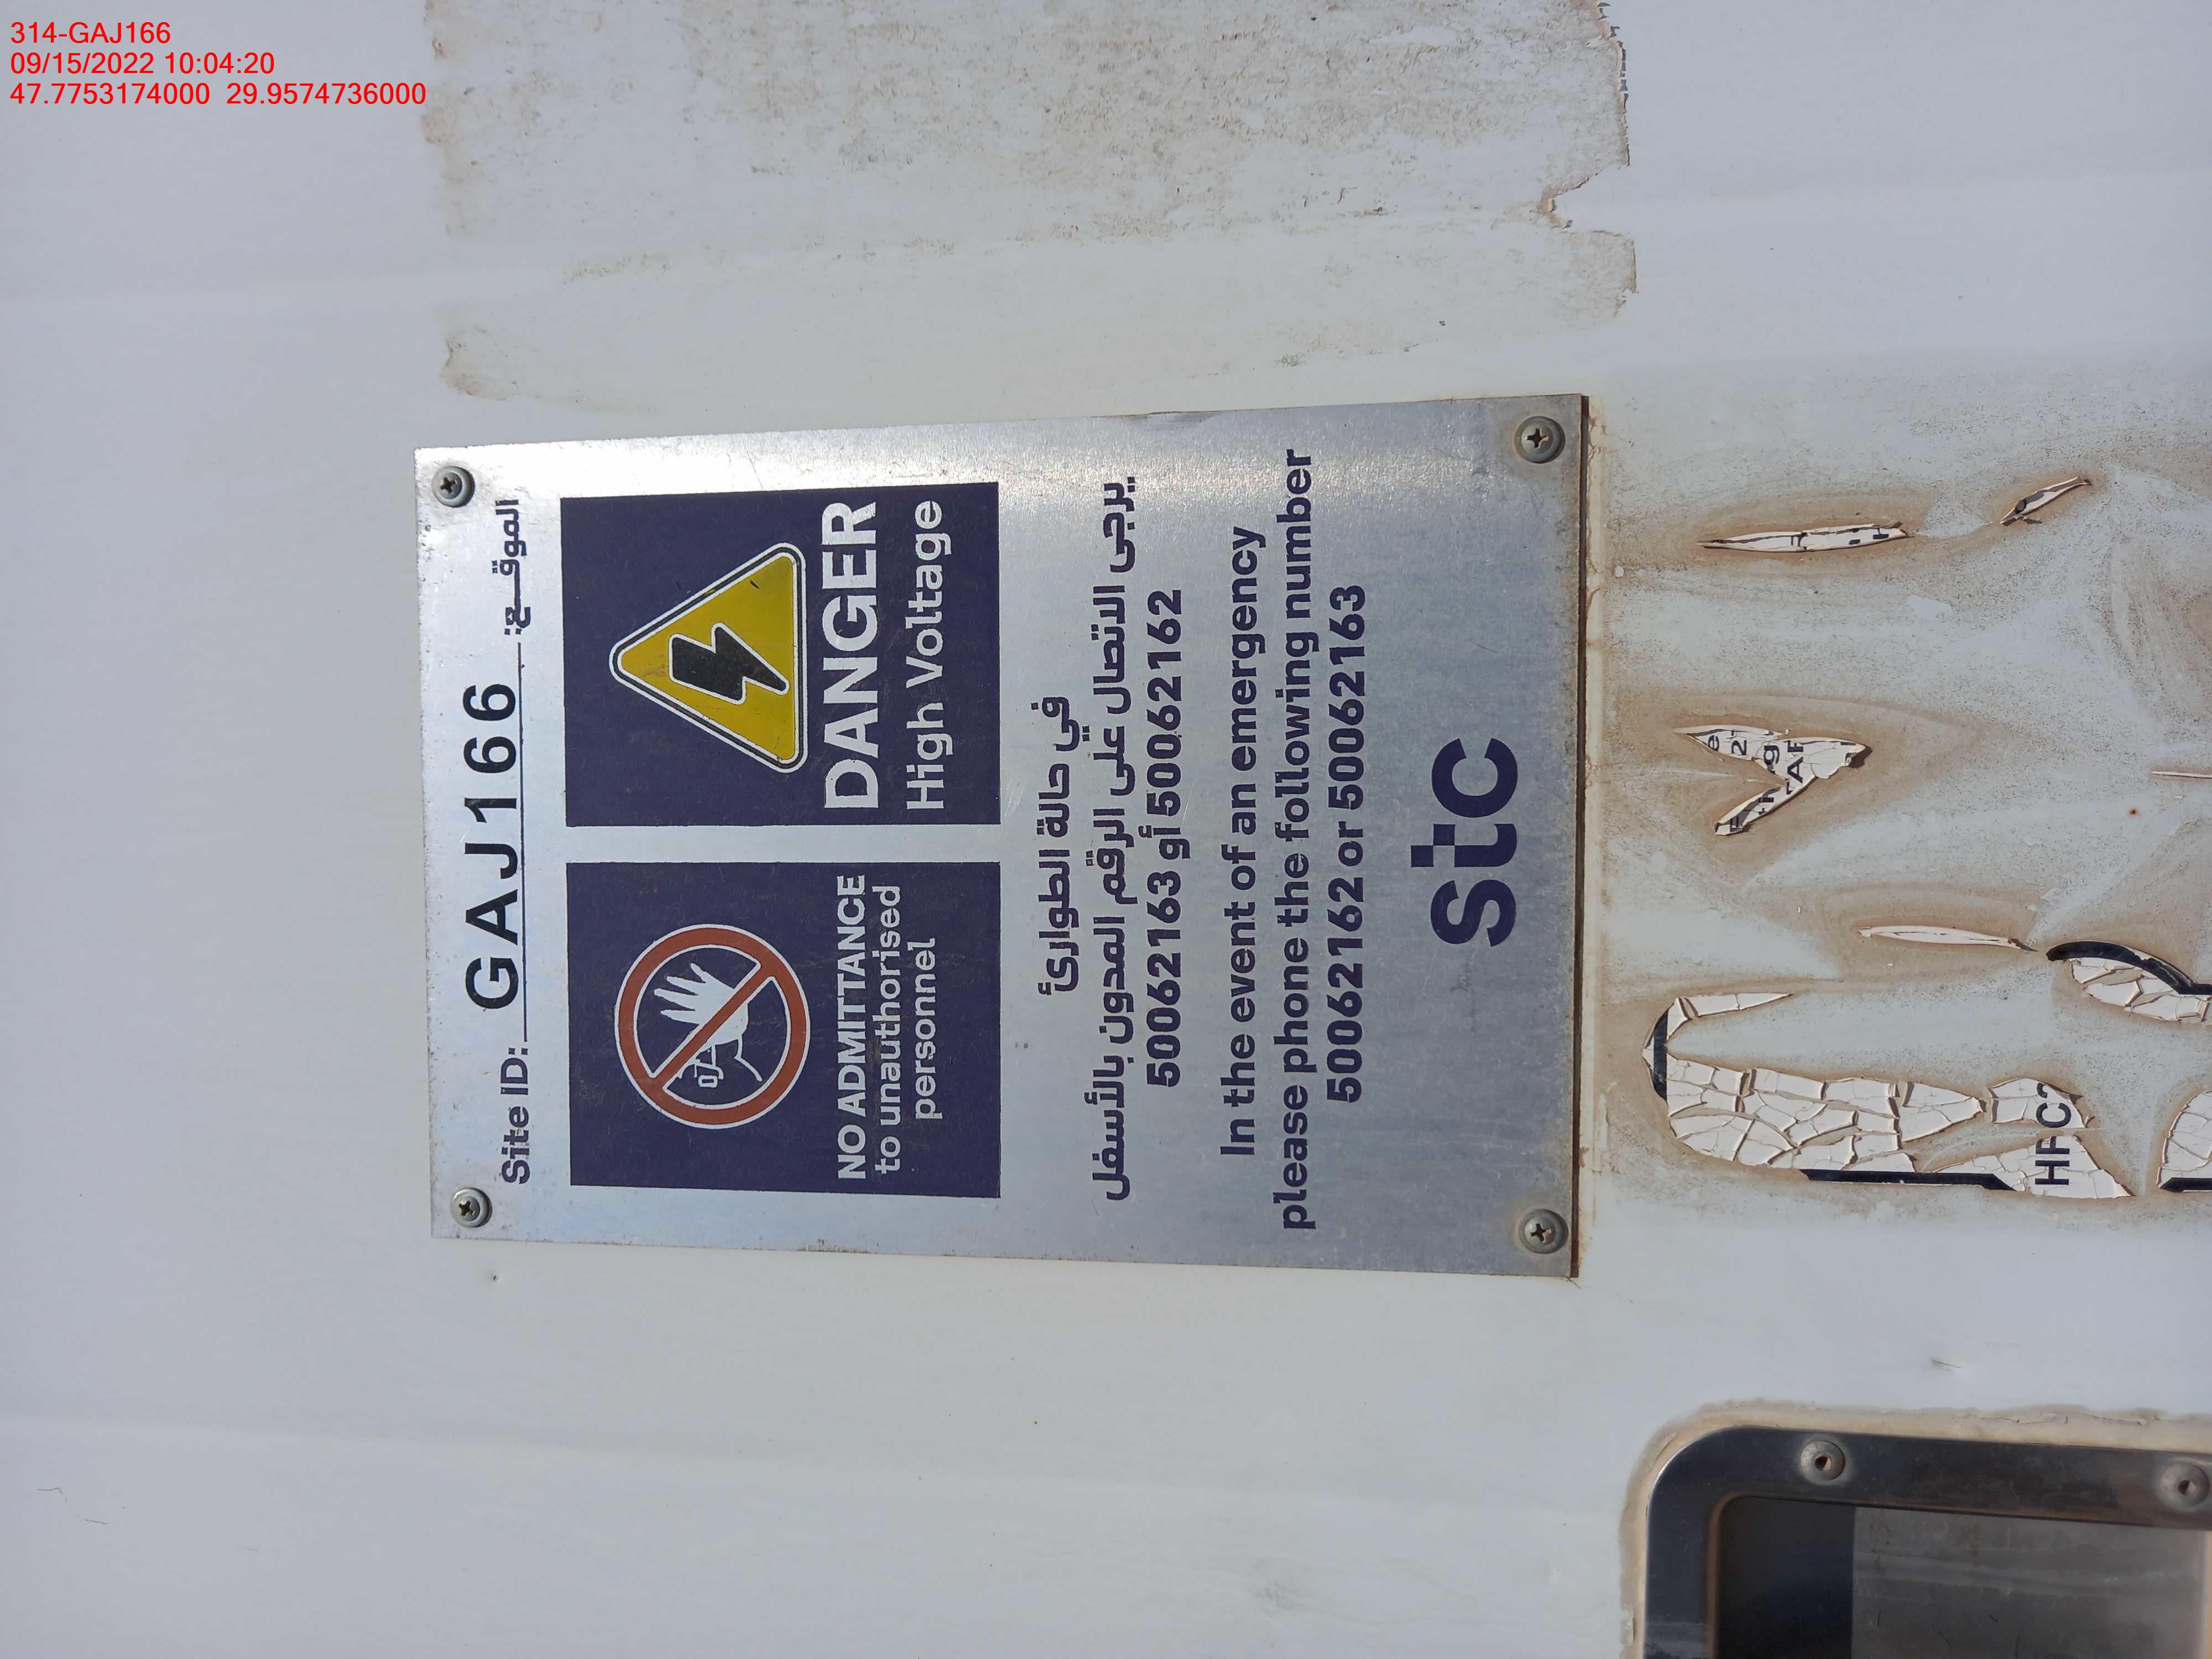 314-GAJ166
09/15/2022 10:04:20
47.7753174000 29.9574736000
Site ID: GAJ166 الموقع:
NO ADMITTANCE
to unauthorised
personnel
DANGER
High Voltage
في حالة الطوارئ
يرجى الاتصال على الرقم المدون بالأسفل
50062163 أو 50062162
In the event of an emergency
please phone the following number
50062162 or 50062163
stc